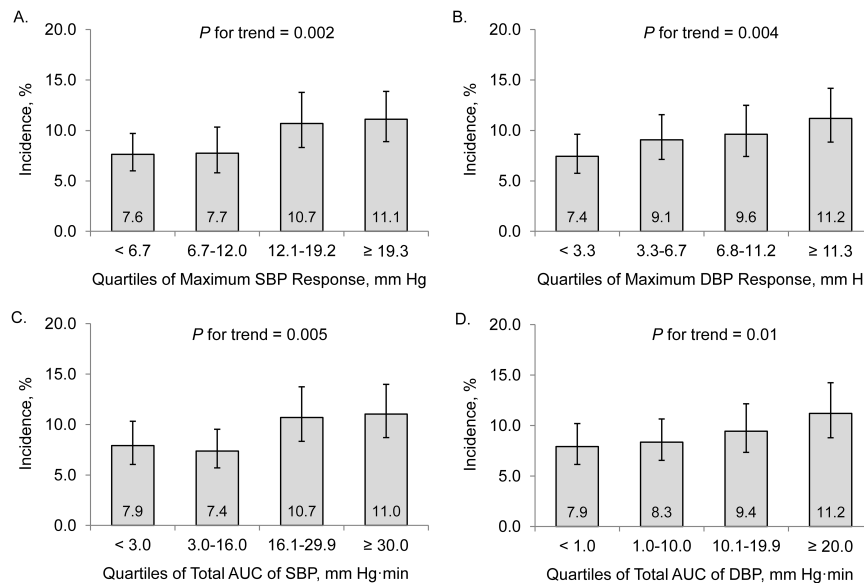 A.
P for trend = 0.002
20.0
15.0
10.0
5.0
0.0
Incidence, %
7.6 7.7 10.7 11.1
< 6.7 6.7-12.0 12.1-19.2 ≥ 19.3
Quartiles of Maximum SBP Response, mm Hg
B.
P for trend = 0.004
20.0
15.0
10.0
5.0
0.0
Incidence, %
7.4 9.1 9.6 11.2
< 3.3 3.3-6.7 6.8-11.2 ≥ 11.3
Quartiles of Maximum DBP Response, mm H
C.
P for trend = 0.005
20.0
15.0
10.0
5.0
0.0
Incidence, %
7.9 7.4 10.7 11.0
< 3.0 3.0-16.0 16.1-29.9 ≥ 30.0
Quartiles of Total AUC of SBP, mm Hg·min
D.
P for trend = 0.01
20.0
15.0
10.0
5.0
0.0
Incidence, %
7.9 8.3 9.4 11.2
< 1.0 1.0-10.0 10.1-19.9 ≥ 20.0
Quartiles of Total AUC of DBP, mm Hg·min